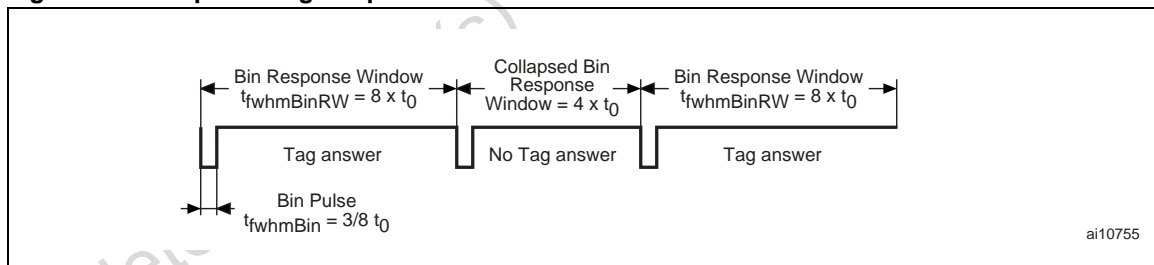 Bin Response Window
tfwhmBinRW = 8 x t0
Collapsed Bin
Response
Window = 4 x t0
Bin Response Window
tfwhmBinRW = 8 x t0
Tag answer
No Tag answer
Tag answer
Bin Pulse
tfwhmBin = 3/8 t0
ai10755